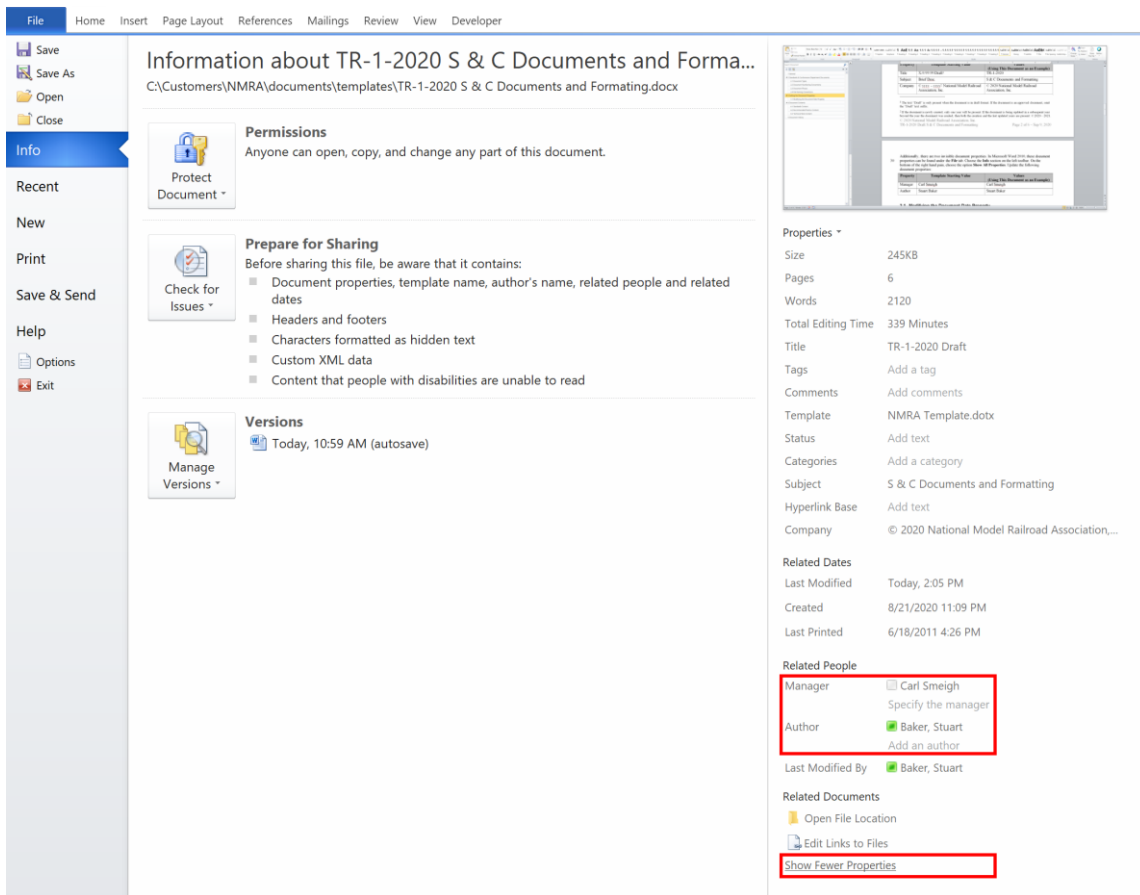 File Home Insert Page Layout References Mailings Review View Developer
Save
Save As
Open
Close
Info
Recent
New
Print
Save & Send
Help
Options
Exit
Information about TR-1-2020 S & C Documents and Forma...
C:\Customers\NMRA\documents\templates\TR-1-2020 S & C Documents and Formating.docx
Protect
Document
Permissions
Anyone can open, copy, and change any part of this document.
Check for
Issues
Prepare for Sharing
Before sharing this file, be aware that it contains:
Document properties, template name, author's name, related people and related
dates
Headers and footers
Characters formatted as hidden text
Custom XML data
Content that people with disabilities are unable to read
Manage
Versions
Versions
Today, 10:59 AM (autosave)
Properties
Size 245KB
Pages 6
Words 2120
Total Editing Time 339 Minutes
Title TR-1-2020 Draft
Tags Add a tag
Comments Add comments
Template NMRA Template.dotx
Status Add text
Categories Add a category
Subject S & C Documents and Formatting
Hyperlink Base Add text
Company © 2020 National Model Railroad Association,...
Related Dates
Last Modified Today, 2:05 PM
Created 8/21/2020 11:09 PM
Last Printed 6/18/2011 4:26 PM
Related People
Manager Carl Smeigh
Specify the manager
Author Baker, Stuart
Add an author
Last Modified By Baker, Stuart
Related Documents
Open File Location
Edit Links to Files
Show Fewer Properties